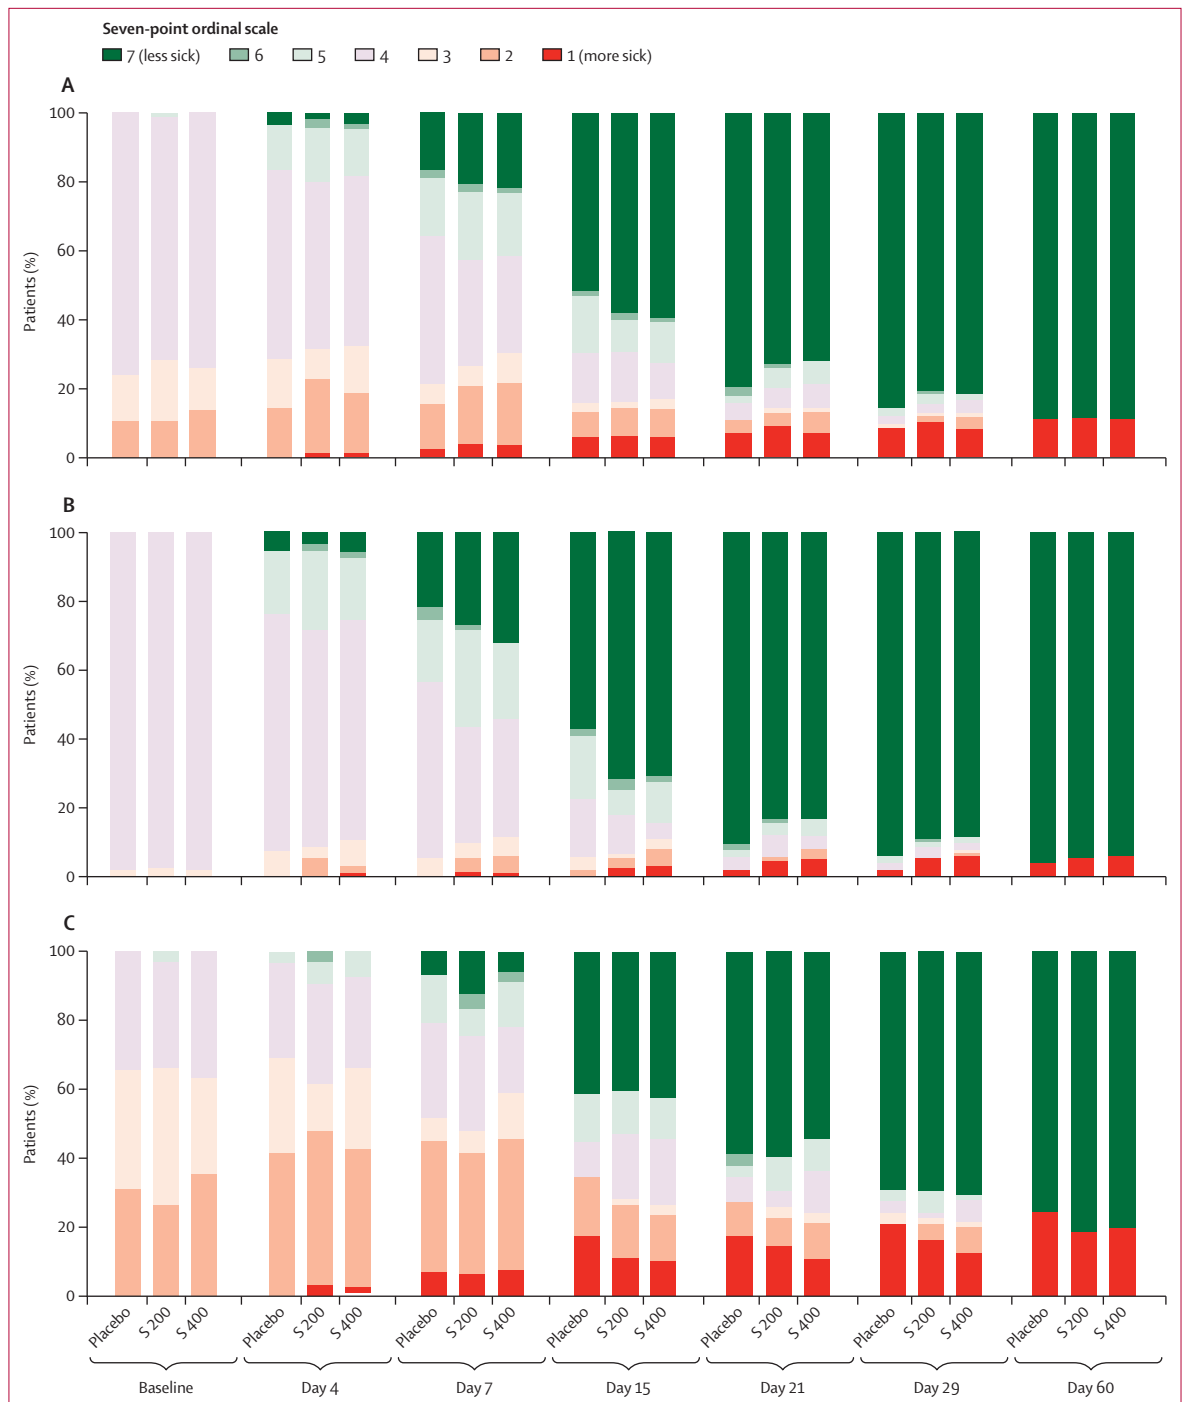 Seven-point ordinal scale
7 (less sick) 6 5 4 3 2 1 (more sick)
A
100
80
60
40
20
0
Patients (%)
B
100
80
60
40
20
0
Patients (%)
C
100
80
60
40
20
0
Patients (%)
Placebo S 200 S 400 Placebo S 200 S 400 Placebo S 200 S 400 Placebo S 200 S 400 Placebo S 200 S 400 Placebo S 200 S 400 Placebo S 200 S 400
Baseline Day 4 Day 7 Day 15 Day 21 Day 29 Day 60